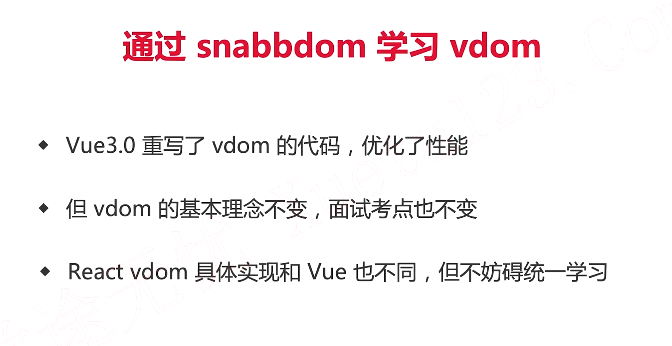 通过 snabbdom 学习 vdom
Vue3.0 重写了 vdom 的代码，优化了性能
但 vdom 的基本理念不变，面试考点也不变
React vdom 具体实现和 Vue 也不同，但不妨碍统一学习